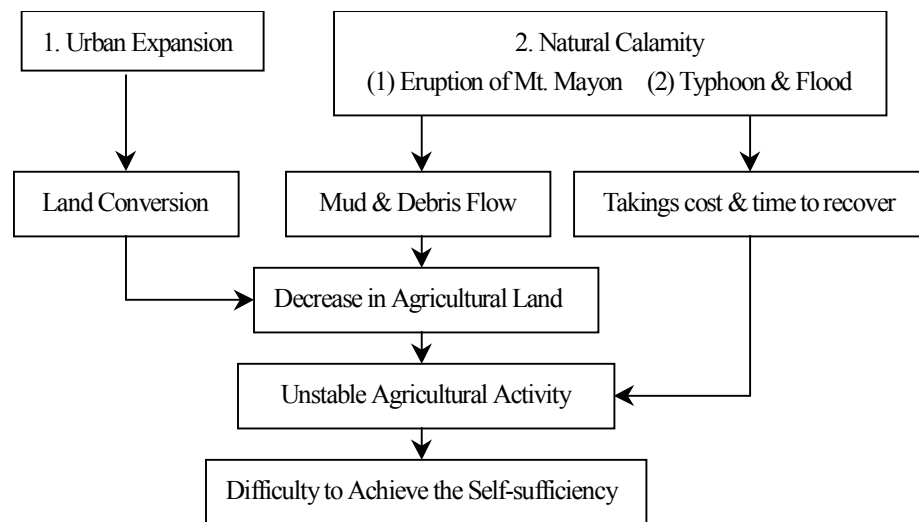 1. Urban Expansion
2. Natural Calamity
(1) Eruption of Mt. Mayon (2) Typhoon & Flood
Land Conversion
Mud & Debris Flow
Takings cost & time to recover
Decrease in Agricultural Land
Unstable Agricultural Activity
Difficulty to Achieve the Self-sufficiency